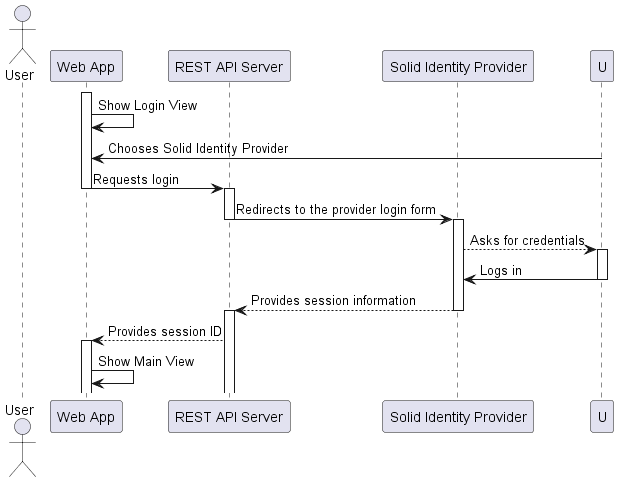 User
Web App
REST API Server
Solid Identity Provider
U
Show Login View
Chooses Solid Identity Provider
Requests login
Redirects to the provider login form
Asks for credentials
Logs in
Provides session information
Provides session ID
Show Main View
User
Web App
REST API Server
Solid Identity Provider
U